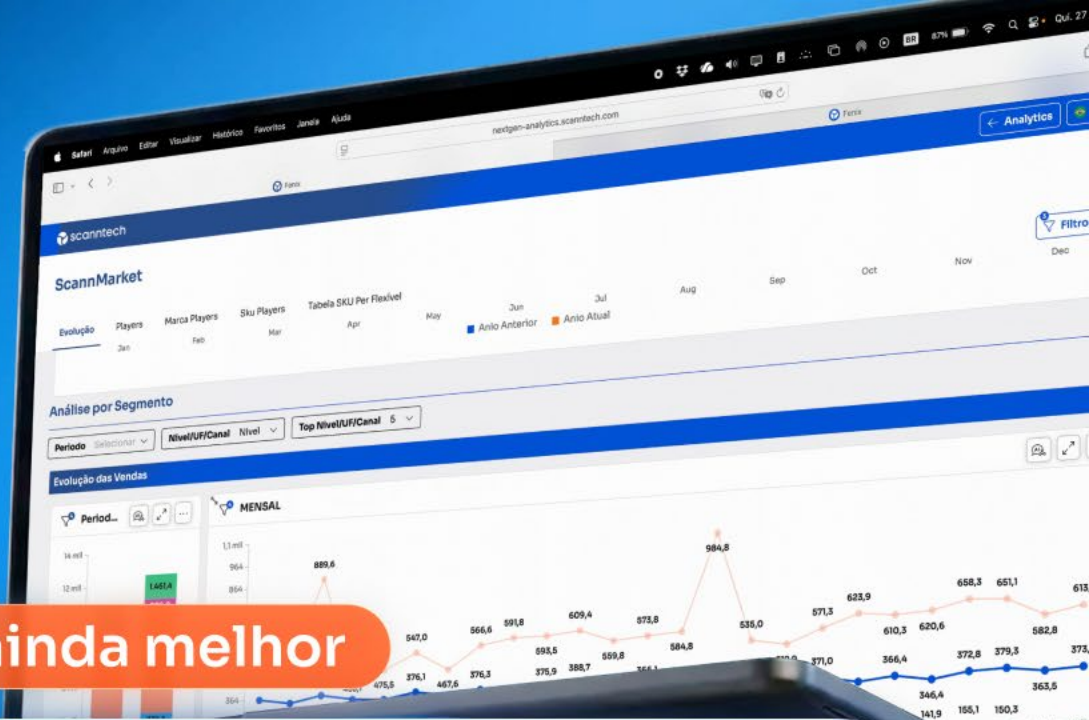 Safari Arquivo Editar Visualizar Histórico Favoritos Janela Ajuda BR 87% Qui. 27
nextgen-analytics.scanntech.com
Fenix Fenix
scanntech ← Analytics
ScannMarket Filtro
Evolução Players Marca Players Sku Players Tabela SKU Per Flexível
Jan Feb Mar Apr May Jun Jul Aug Sep Oct Nov Dec
Anio Anterior Anio Atual
Análise por Segmento
Periodo Selecionar Nivel/UF/Canal Nivel Top Nivel/UF/Canal 5
Evolução das Vendas
Period... MENSAL
14 mil 1,1 mil 889,6 984,8
964
12 mil 1.461,4 864
547,0 566,6 591,8 609,4 573,8 535,0 571,3 623,9 658,3 651,1 613,
593,5 559,8 584,8 610,3 620,6 582,8
475,5 376,1 467,6 376,3 375,9 388,7 371,0 366,4 372,8 379,3 373,
364 346,4 363,5
141,9 155,1 150,3
ainda melhor